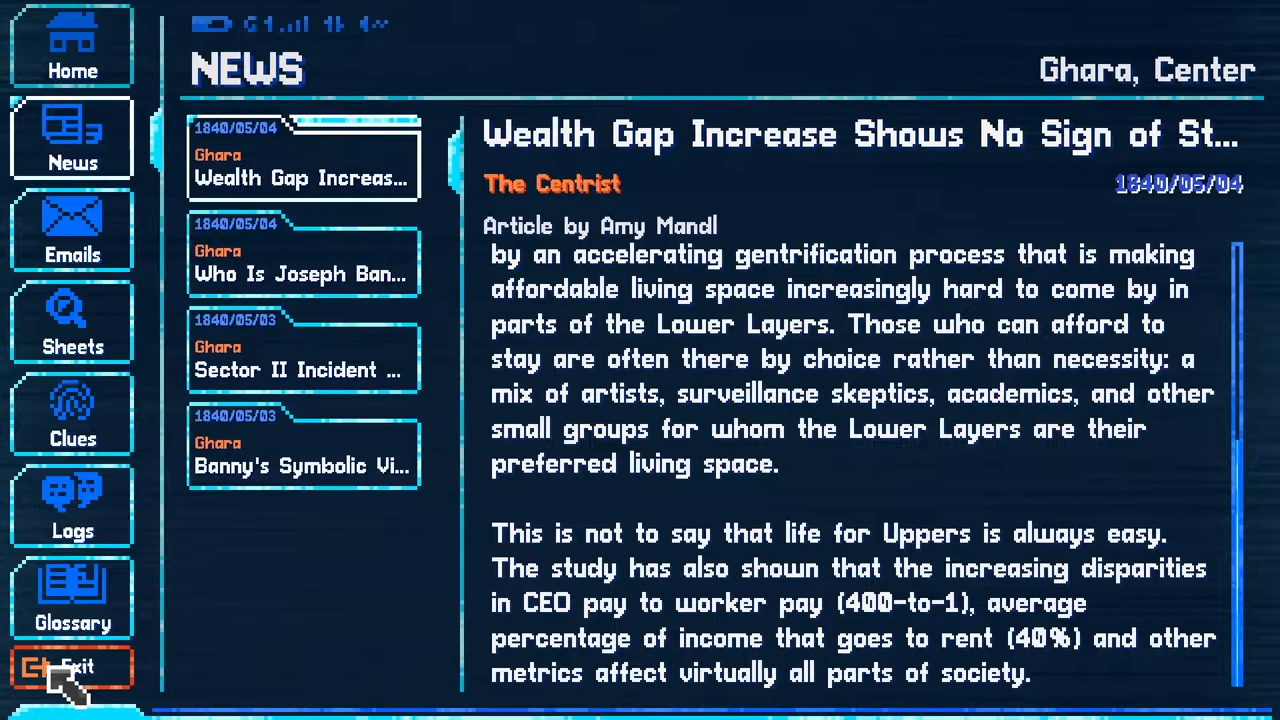 Home
News
Emails
Sheets
Clues
Logs
Glossary
Exit
NEWS
Ghara, Center
1840/05/04
Ghara
Wealth Gap Increas...
1840/05/04
Ghara
Who Is Joseph Ban...
1840/05/03
Ghara
Sector II Incident ...
1840/05/03
Ghara
Banny's Symbolic Vi...
Wealth Gap Increase Shows No Sign of St...
The Centrist
1840/05/04
Article by Amy Mandl
by an accelerating gentrification process that is making
affordable living space increasingly hard to come by in
parts of the Lower Layers. Those who can afford to
stay are often there by choice rather than necessity: a
mix of artists, surveillance skeptics, academics, and other
small groups for whom the Lower Layers are their
preferred living space.
This is not to say that life for Uppers is always easy.
The study has also shown that the increasing disparities
in CEO pay to worker pay (400-to-1), average
percentage of income that goes to rent (40%) and other
metrics affect virtually all parts of society.